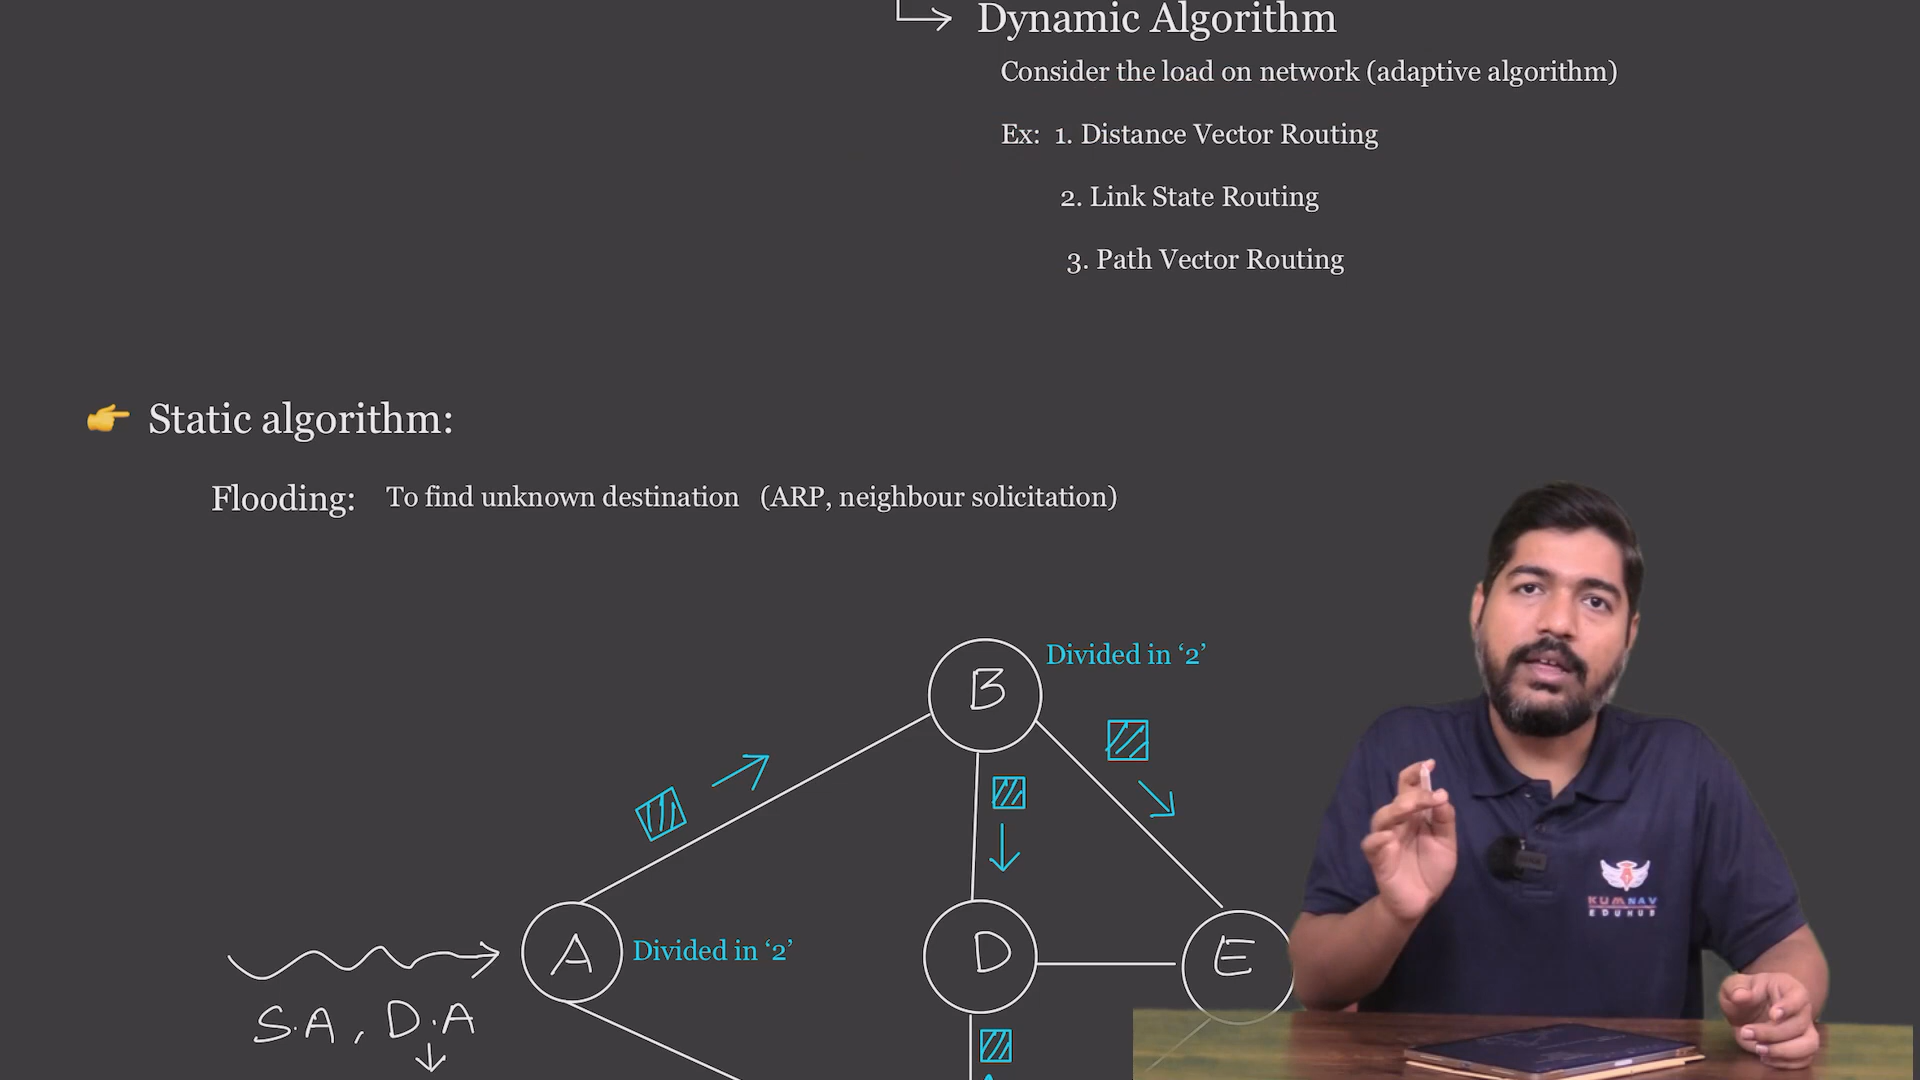 Dynamic Algorithm
Consider the load on network (adaptive algorithm)
Ex: 1. Distance Vector Routing
2. Link State Routing
3. Path Vector Routing
Static algorithm:
Flooding: To find unknown destination (ARP, neighbour solicitation)
B
Divided in ‘2’
A
Divided in ‘2’
D
E
S.A , D.A
KUMNAV
EDUHUB